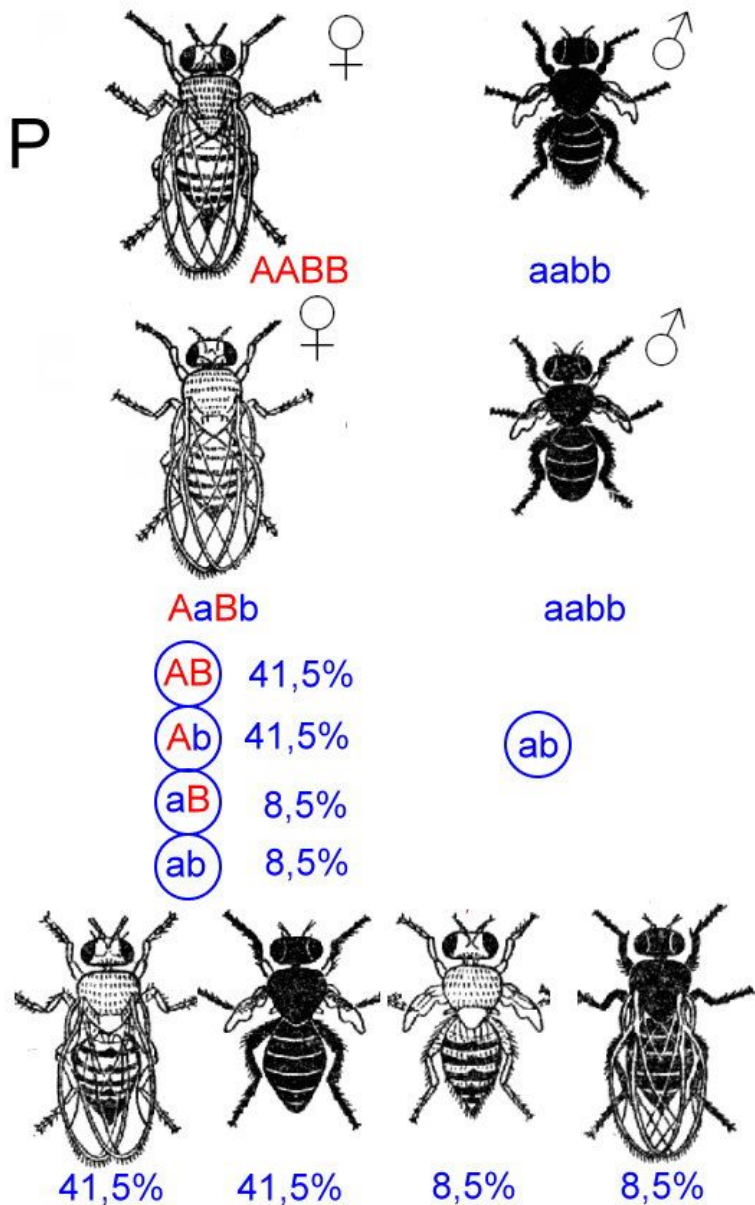 ♀ ♂
P
AABB aabb
♀ ♂
AaBb aabb
AB 41,5%
Ab 41,5%
ab
aB 8,5%
ab 8,5%
41,5% 41,5% 8,5% 8,5%